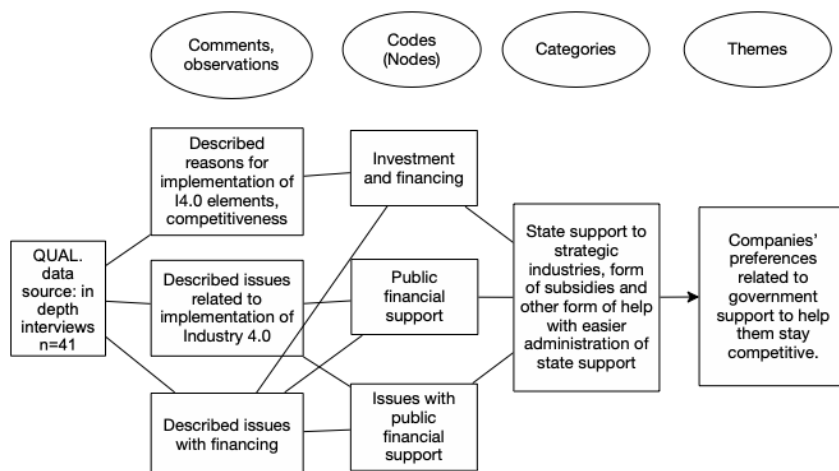 Comments,
observations
Codes
(Nodes)
Categories
Themes
Described
reasons for
implementation of
I4.0 elements,
competitiveness
Investment
and financing
QUAL.
data
source: in
depth
interviews
n=41
Described issues
related to
implementation of
Industry 4.0
Public
financial
support
State support to
strategic
industries, form
of subsidies and
other form of help
with easier
administration of
state support
Companies’
preferences
related to
government
support to help
them stay
competitive.
Described issues
with financing
Issues with
public
financial
support